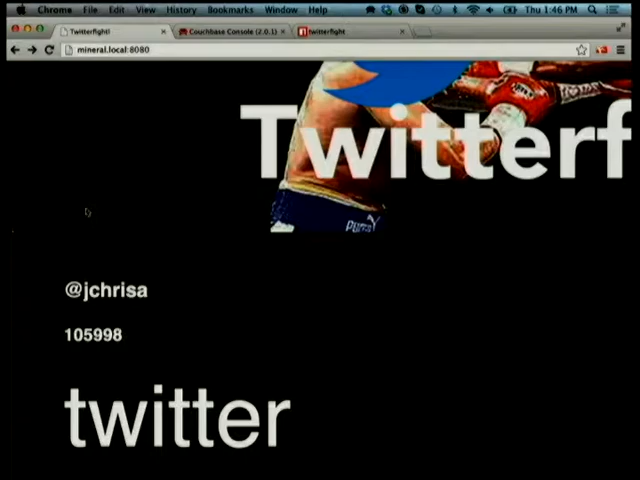 Chrome File Edit View History Bookmarks Window Help Thu 1:46 PM
Twitterfight! Couchbase Console (2.0.1) twitterfight
mineral.local:8080
Twitterf
PUMA
@jchrisa
105998
twitter